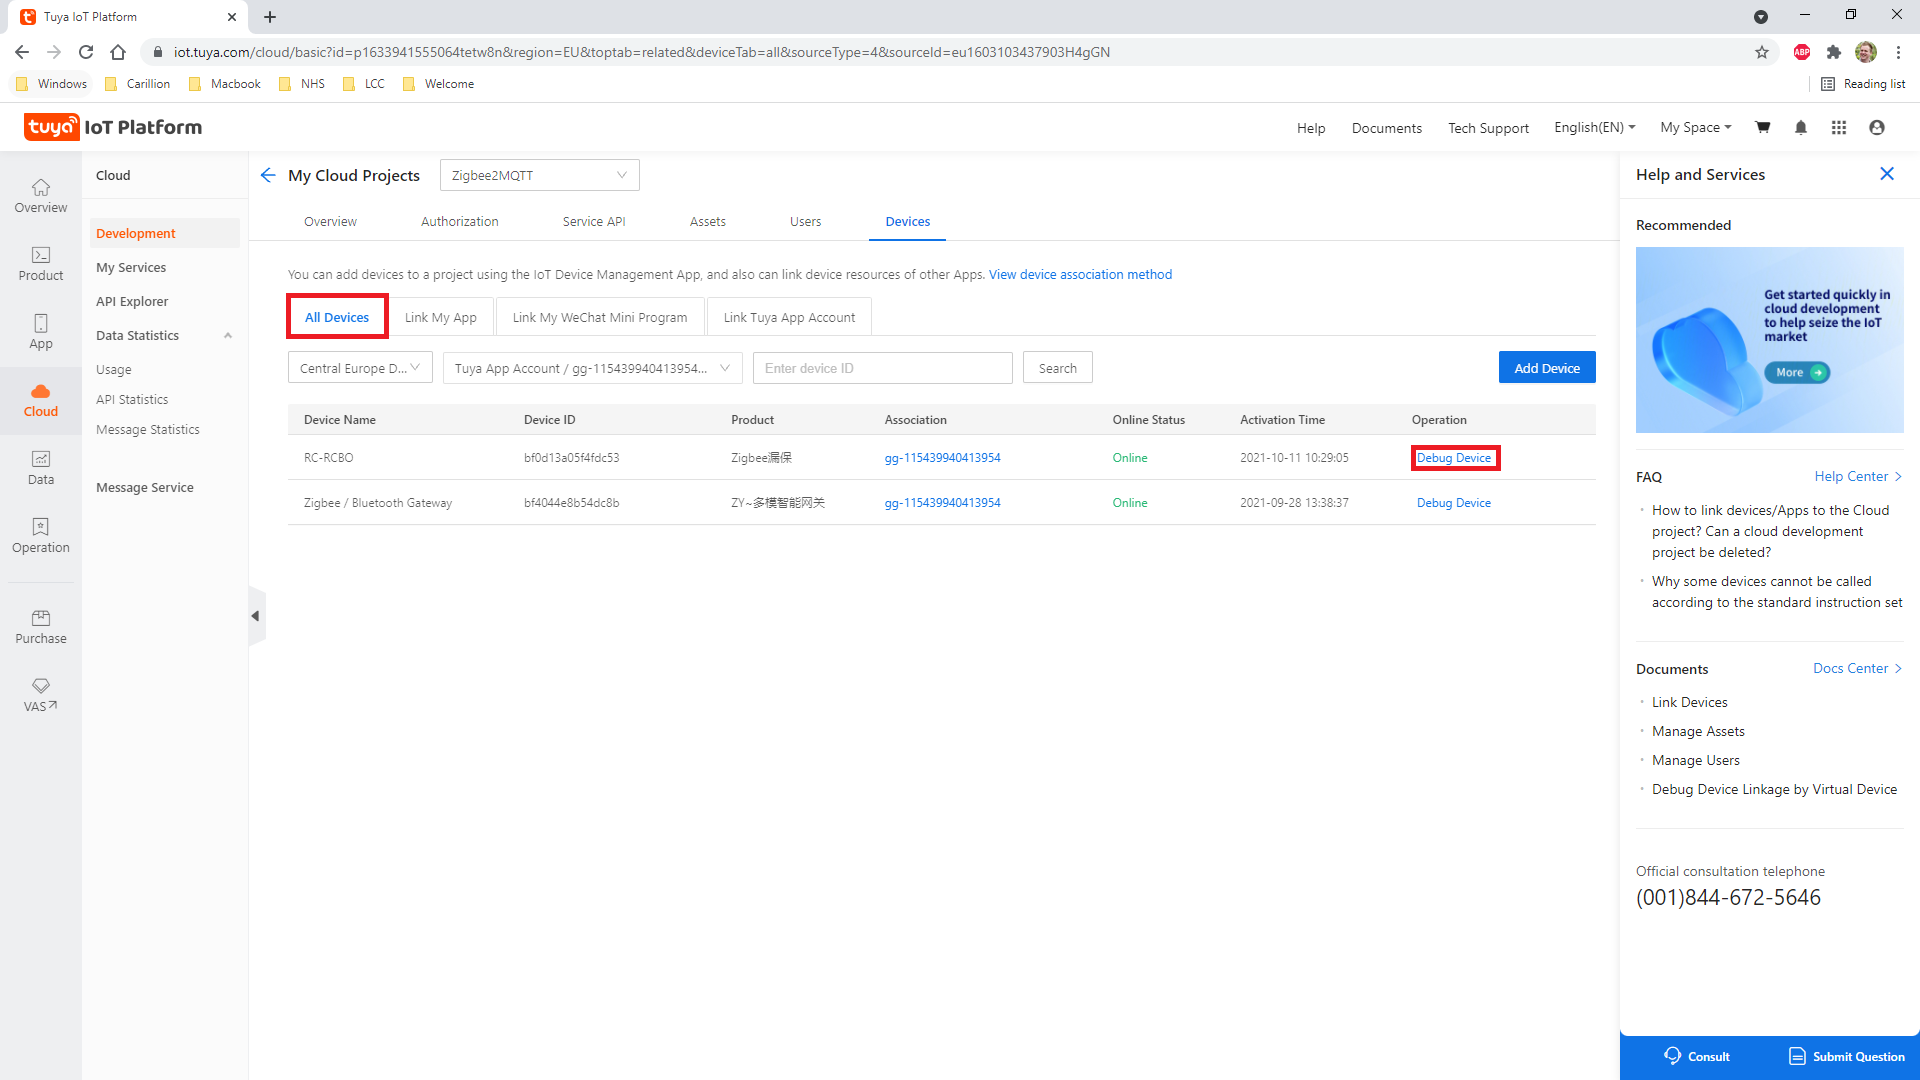 Tuya IoT Platform
iot.tuya.com/cloud/basic?id=p1633941555064tetw8n&region=EU&toptab=related&deviceTab=all&sourceType=4&sourceId=eu1603103437903H4gGN
ABP
Windows
Carillion
Macbook
NHS
LCC
Welcome
Reading list
tuya IoT Platform
Help
Documents
Tech Support
English(EN)
My Space
Overview
Product
App
Cloud
Data
Operation
Purchase
VAS
Cloud
Development
My Services
API Explorer
Data Statistics
Usage
API Statistics
Message Statistics
Message Service
My Cloud Projects
Zigbee2MQTT
Overview
Authorization
Service API
Assets
Users
Devices
You can add devices to a project using the IoT Device Management App, and also can link device resources of other Apps. View device association method
All Devices
Link My App
Link My WeChat Mini Program
Link Tuya App Account
Central Europe D...
Tuya App Account / gg-115439940413954...
Enter device ID
Search
Add Device
Device Name Device ID Product Association Online Status Activation Time Operation
RC-RCBO bf0d13a05f4fdc53 Zigbee漏保 gg-115439940413954 Online 2021-10-11 10:29:05 Debug Device
Zigbee / Bluetooth Gateway bf4044e8b54dc8b ZY~多模智能网关 gg-115439940413954 Online 2021-09-28 13:38:37 Debug Device
Help and Services
Recommended
Get started quickly in
cloud development
to help seize the IoT
market
More
FAQ
Help Center
How to link devices/Apps to the Cloud
project? Can a cloud development
project be deleted?
Why some devices cannot be called
according to the standard instruction set
Documents
Docs Center
Link Devices
Manage Assets
Manage Users
Debug Device Linkage by Virtual Device
Official consultation telephone
(001)844-672-5646
Consult
Submit Question